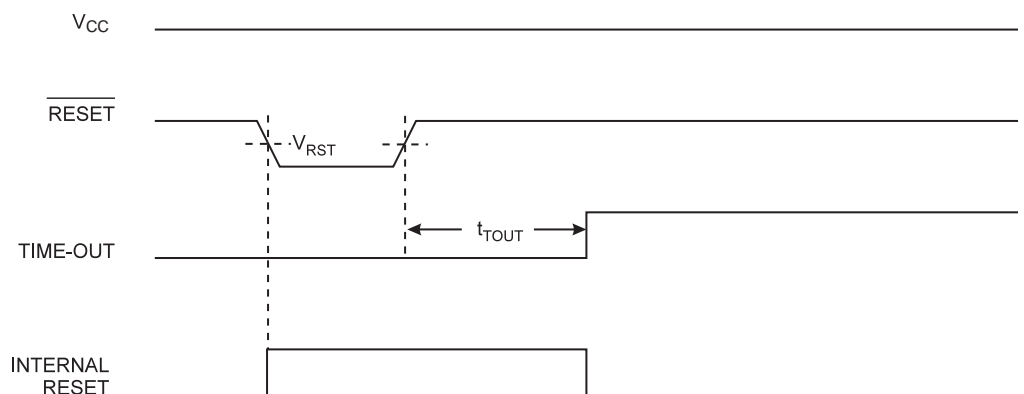 VCC
RESET
VRST
tTOUT
TIME-OUT
INTERNAL
RESET